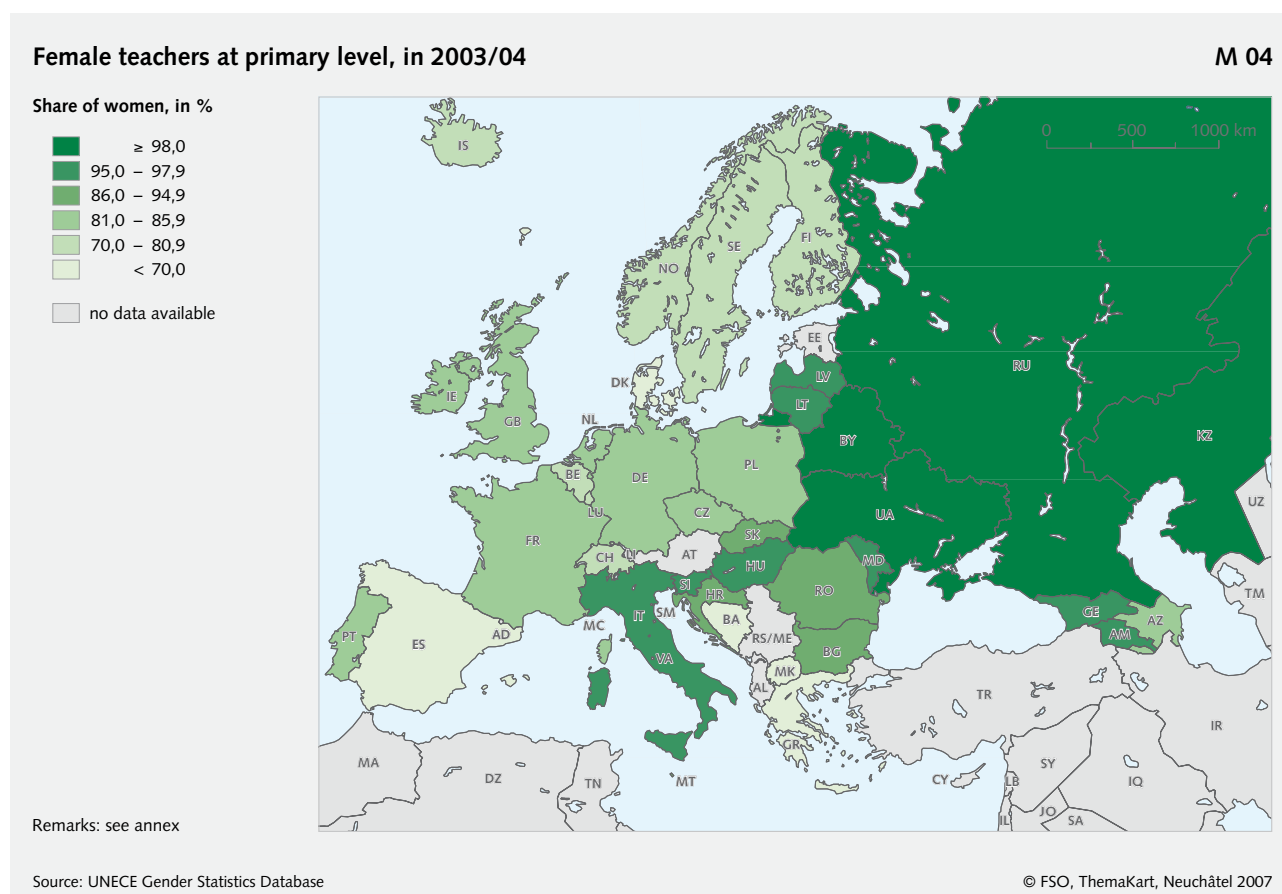 Female teachers at primary level, in 2003/04
M 04
Share of women, in %
≥ 98,0
95,0 – 97,9
86,0 – 94,9
81,0 – 85,9
70,0 – 80,9
< 70,0
no data available
0 500 1000 km
IS
SE
FI
NO
EE
RU
DK
LV
IE
LT
NL
GB
BY
KZ
BE
DE
PL
UZ
LU
CZ
UA
FR
SK
CH
LI
AT
HU
MD
SI
RO
TM
HR
PT
MC
SM
IT
BA
GE
AZ
AD
AM
ES
RS/ME
BG
VA
MK
AL
TR
IR
GR
MA
DZ
TN
MT
CY
LB
SY
IQ
IL
JO
SA
Remarks: see annex
Source: UNECE Gender Statistics Database
© FSO, ThemaKart, Neuchâtel 2007